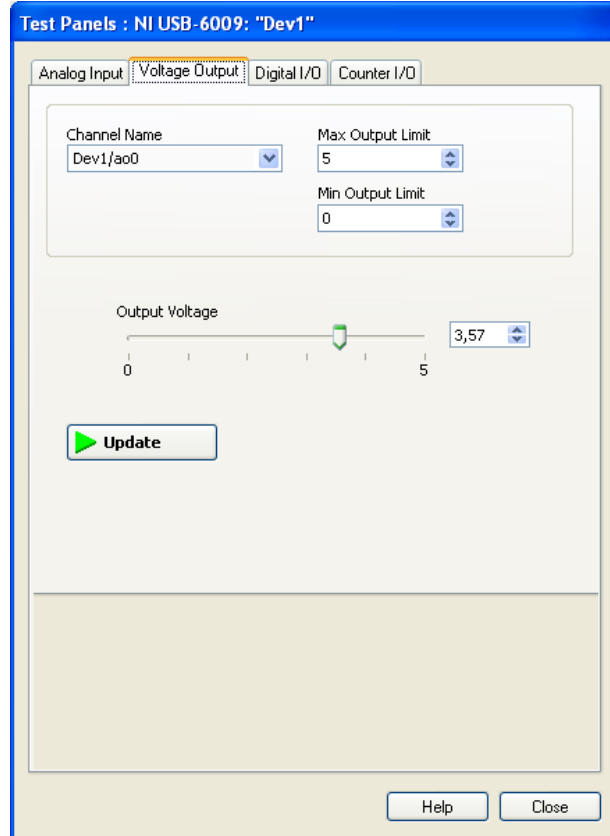 Test Panels : NI USB-6009: "Dev1"
Analog Input Voltage Output Digital I/O Counter I/O
Channel Name Max Output Limit
Dev1/ao0 5
Min Output Limit
0
Output Voltage
3,57
0 5
Update
Help Close